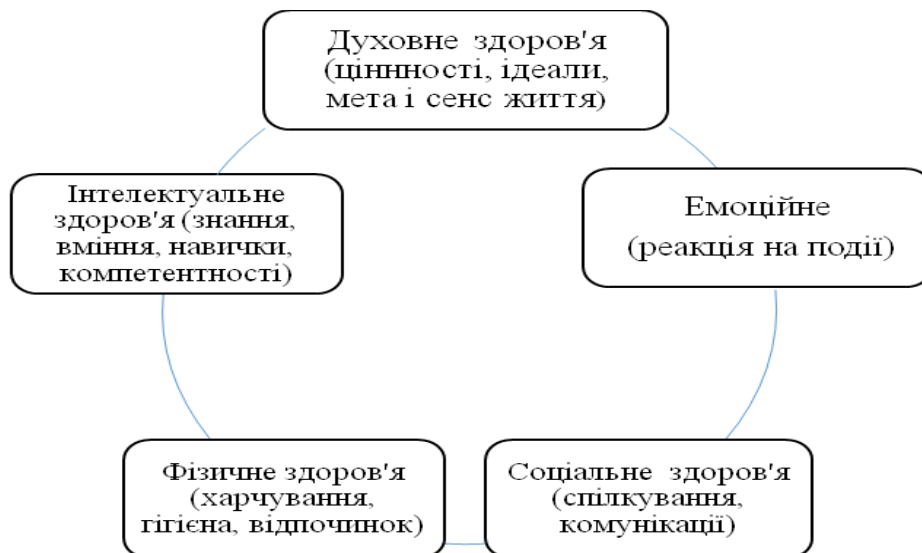 Духовне здоров'я
(ціннності, ідеали,
мета і сенс життя)
Інтелектуальне
здоров'я (знання,
вміння, навички,
компетентності)
Емоційне
(реакція на події)
Фізичне здоров'я
(харчування,
гігієна, відпочинок)
Соціальне здоров'я
(спілкування,
комунікації)